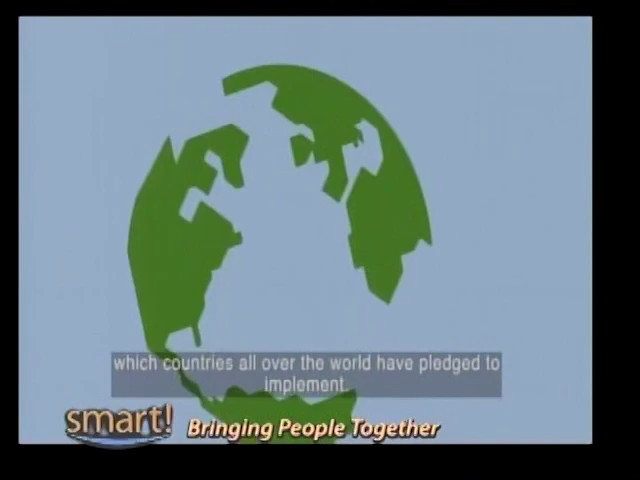 which countries all over the world have pledged to
implement.
smart! Bringing People Together